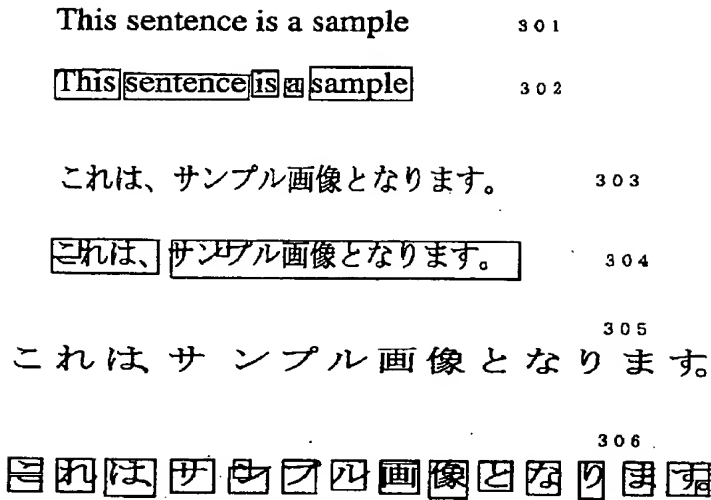 This sentence is a sample 301
This sentence is a sample 302
これは、サンプル画像となります。 303
これは、サンプル画像となります。 304
305
これは、サンプル画像となります。
306
これは、サンプル画像となります。